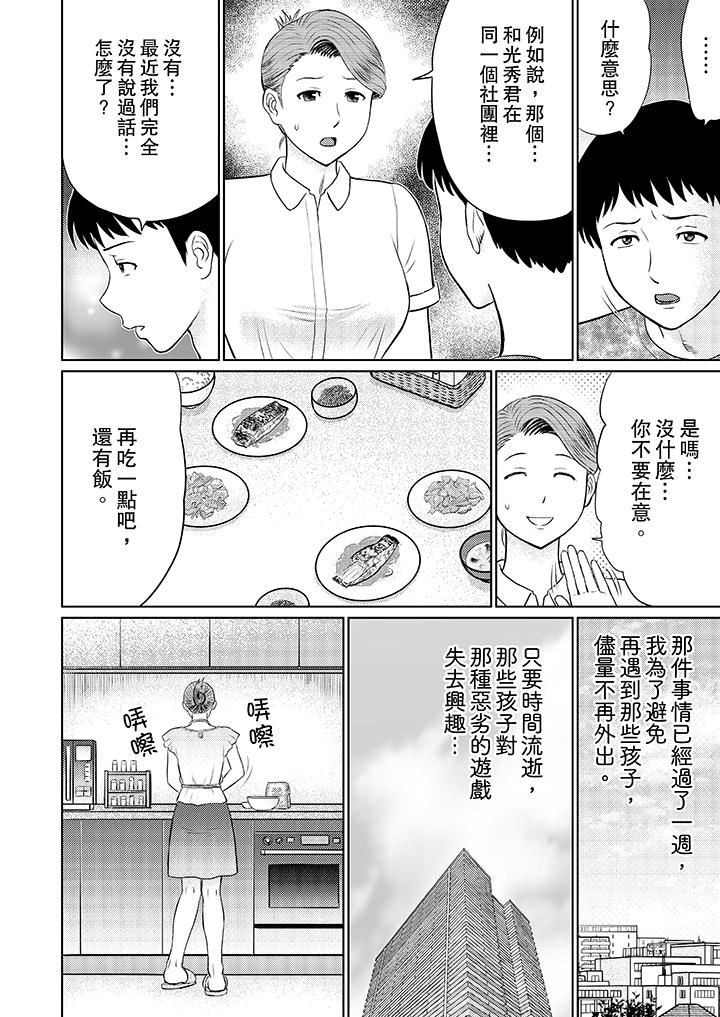 ……
什麼意思？
例如說，那個…
和光秀君在
同一個社團裡…
沒有…
最近我們完全
沒有說過話…
怎麼了？
是嗎…
沒什麼…
你不要在意。
再吃一點吧，
還有飯。
那件事情已經過了一週，
我為了避免
再遇到那些孩子，
儘量不再外出。
只要時間流逝，
那些孩子對
那種惡劣的遊戲
失去興趣…
弄嚓
弄嚓